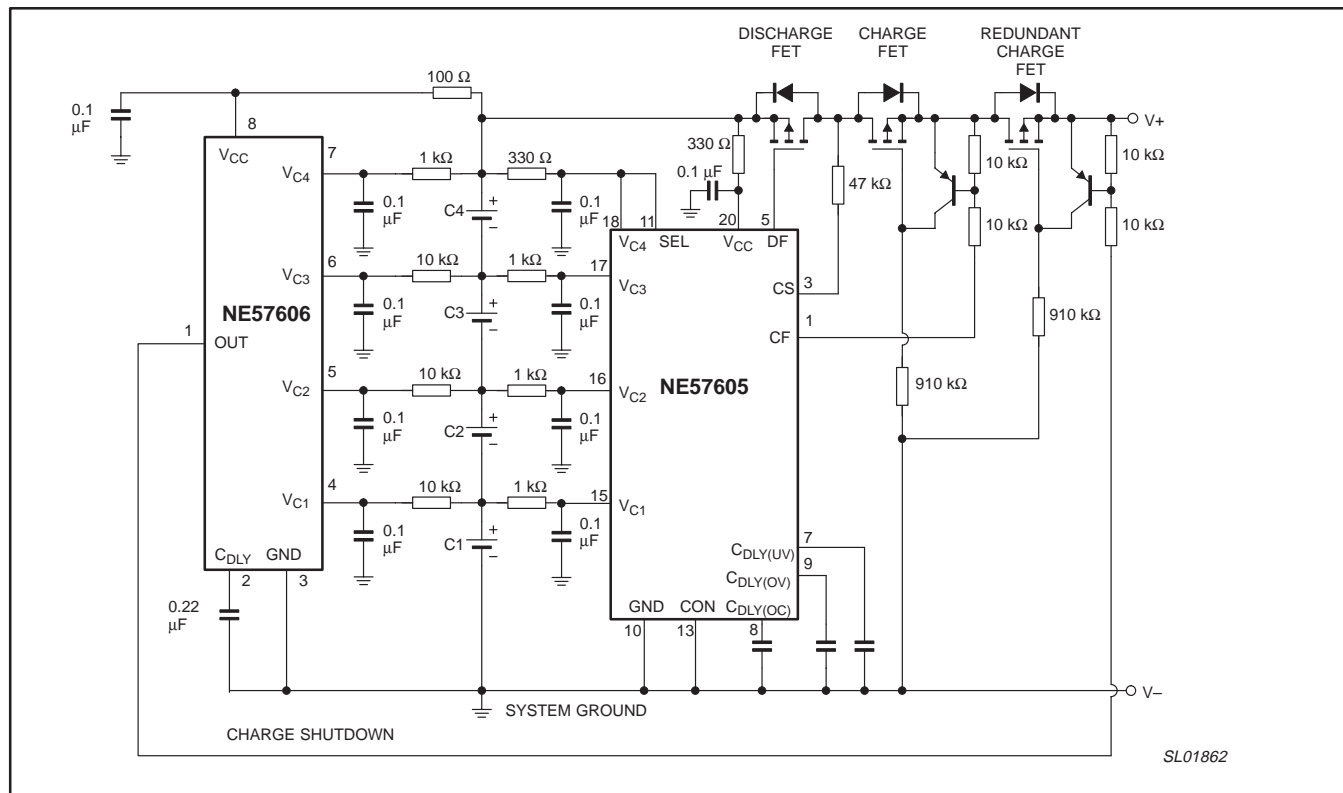 DISCHARGE
FET
CHARGE
FET
REDUNDANT
CHARGE
FET
100 Ω
0.1
µF
8
V+
330 Ω
10 kΩ
10 kΩ
VCC
7
1 kΩ
330 Ω
0.1 µF
47 kΩ
VC4
0.1
µF
C4
+
–
0.1
µF
18
11
20
5
10 kΩ
10 kΩ
VC4
SEL
VCC
DF
6
10 kΩ
1 kΩ
17
VC3
VC3
CS
3
NE57606
0.1
µF
C3
+
–
0.1
µF
CF
1
910 kΩ
1
OUT
5
10 kΩ
1 kΩ
16
NE57605
910 kΩ
VC2
VC2
0.1
µF
C2
+
–
0.1
µF
4
10 kΩ
1 kΩ
15
VC1
VC1
0.1
µF
C1
+
–
0.1
µF
CDLY(UV)
7
CDLY
GND
9
CDLY(OV)
2
3
0.22
µF
GND
CON
CDLY(OC)
10
13
8
V–
SYSTEM GROUND
CHARGE SHUTDOWN
SL01862